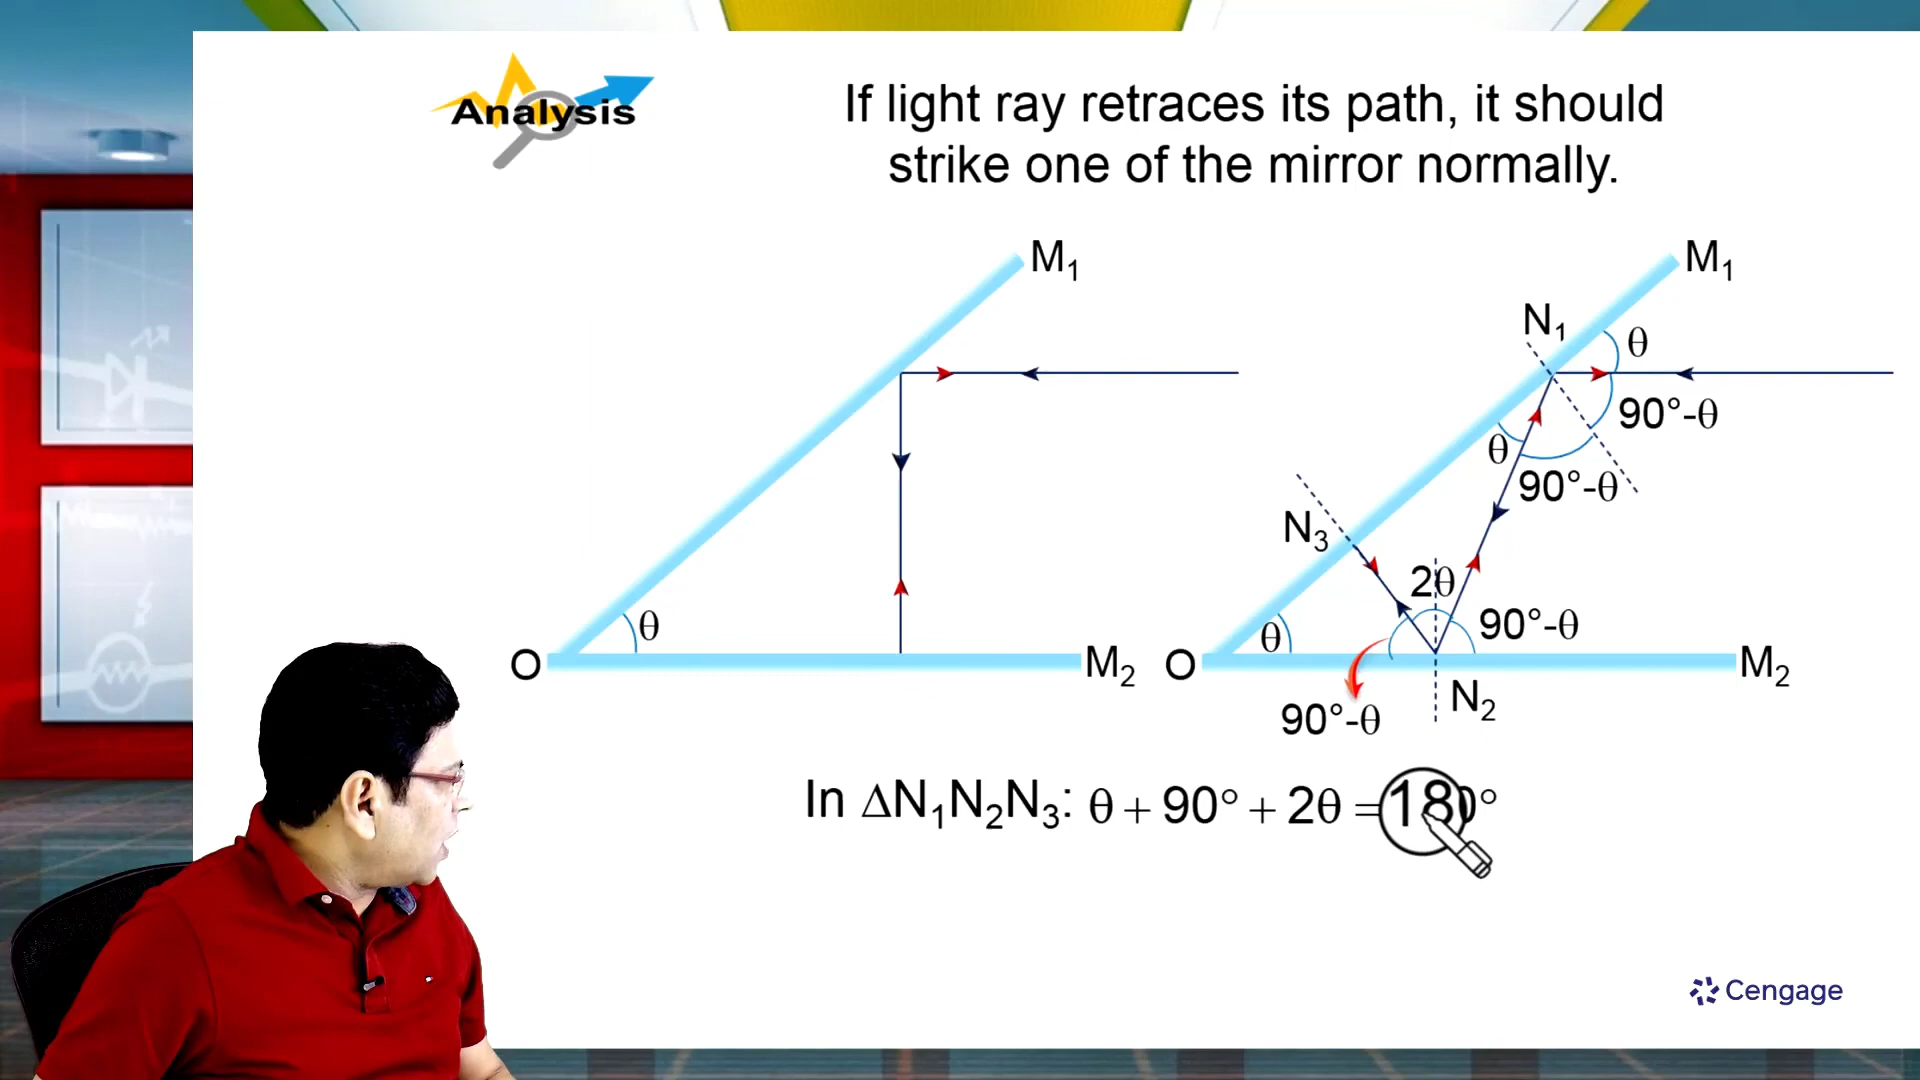 Analysis
If light ray retraces its path, it should
strike one of the mirror normally.
M₁
θ
O
M₂
M₁
N₁
θ
90°-θ
θ
90°-θ
N₃
2θ
90°-θ
θ
O
M₂
N₂
90°-θ
In ΔN₁N₂N₃: θ + 90° + 2θ = 180°
Cengage